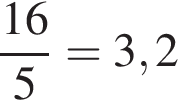 16/5 = 3,2